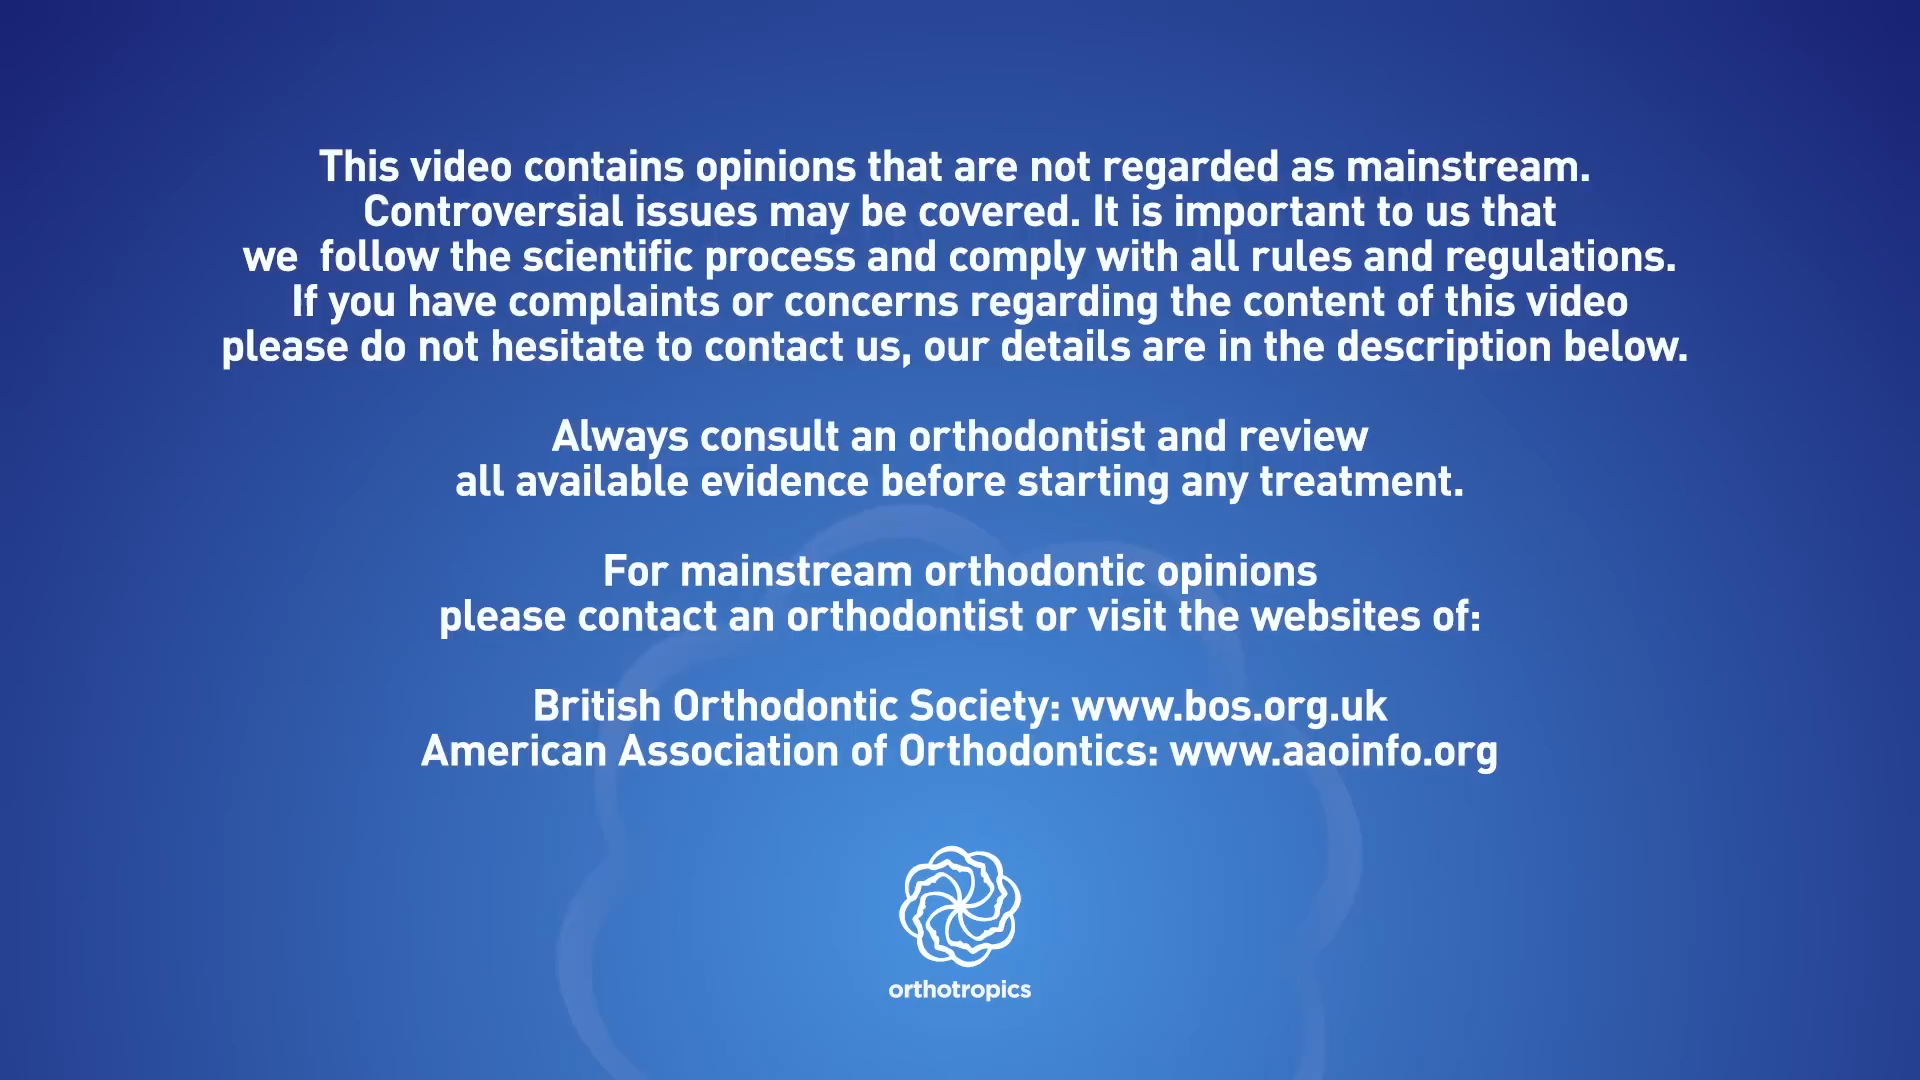 This video contains opinions that are not regarded as mainstream.
Controversial issues may be covered. It is important to us that
we  follow the scientific process and comply with all rules and regulations.
If you have complaints or concerns regarding the content of this video
please do not hesitate to contact us, our details are in the description below.
Always consult an orthodontist and review
all available evidence before starting any treatment.
For mainstream orthodontic opinions
please contact an orthodontist or visit the websites of:
British Orthodontic Society: www.bos.org.uk
American Association of Orthodontics: www.aaoinfo.org
orthotropics